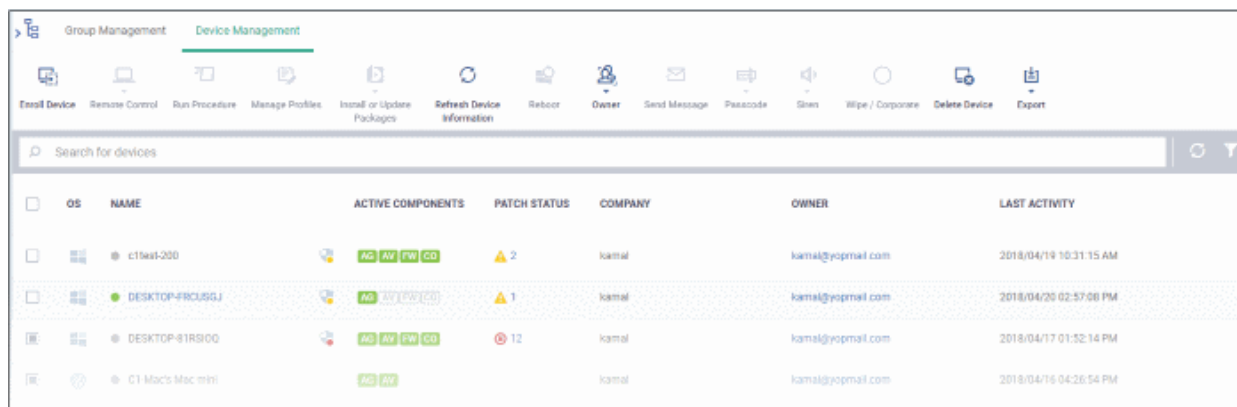 Group Management Device Management
Enroll Device Remote Control Run Procedure Manage Profiles Install or Update Packages Refresh Device Information Reboot Owner Send Message Passcode Siren Wipe / Corporate Delete Device Export
Search for devices
OS NAME ACTIVE COMPONENTS PATCH STATUS COMPANY OWNER LAST ACTIVITY
c1test-200 AG AV FW CO 2 kamal kamal@yopmail.com 2018/04/19 10:31:15 AM
DESKTOP-FRCUSGJ AG AV FW CO 1 kamal kamal@yopmail.com 2018/04/20 02:57:08 PM
DESKTOP-81RSIOQ AG AV FW CO 12 kamal kamal@yopmail.com 2018/04/17 01:52:14 PM
C1 Mac's Mac mini AG AV kamal kamal@yopmail.com 2018/04/16 04:26:54 PM